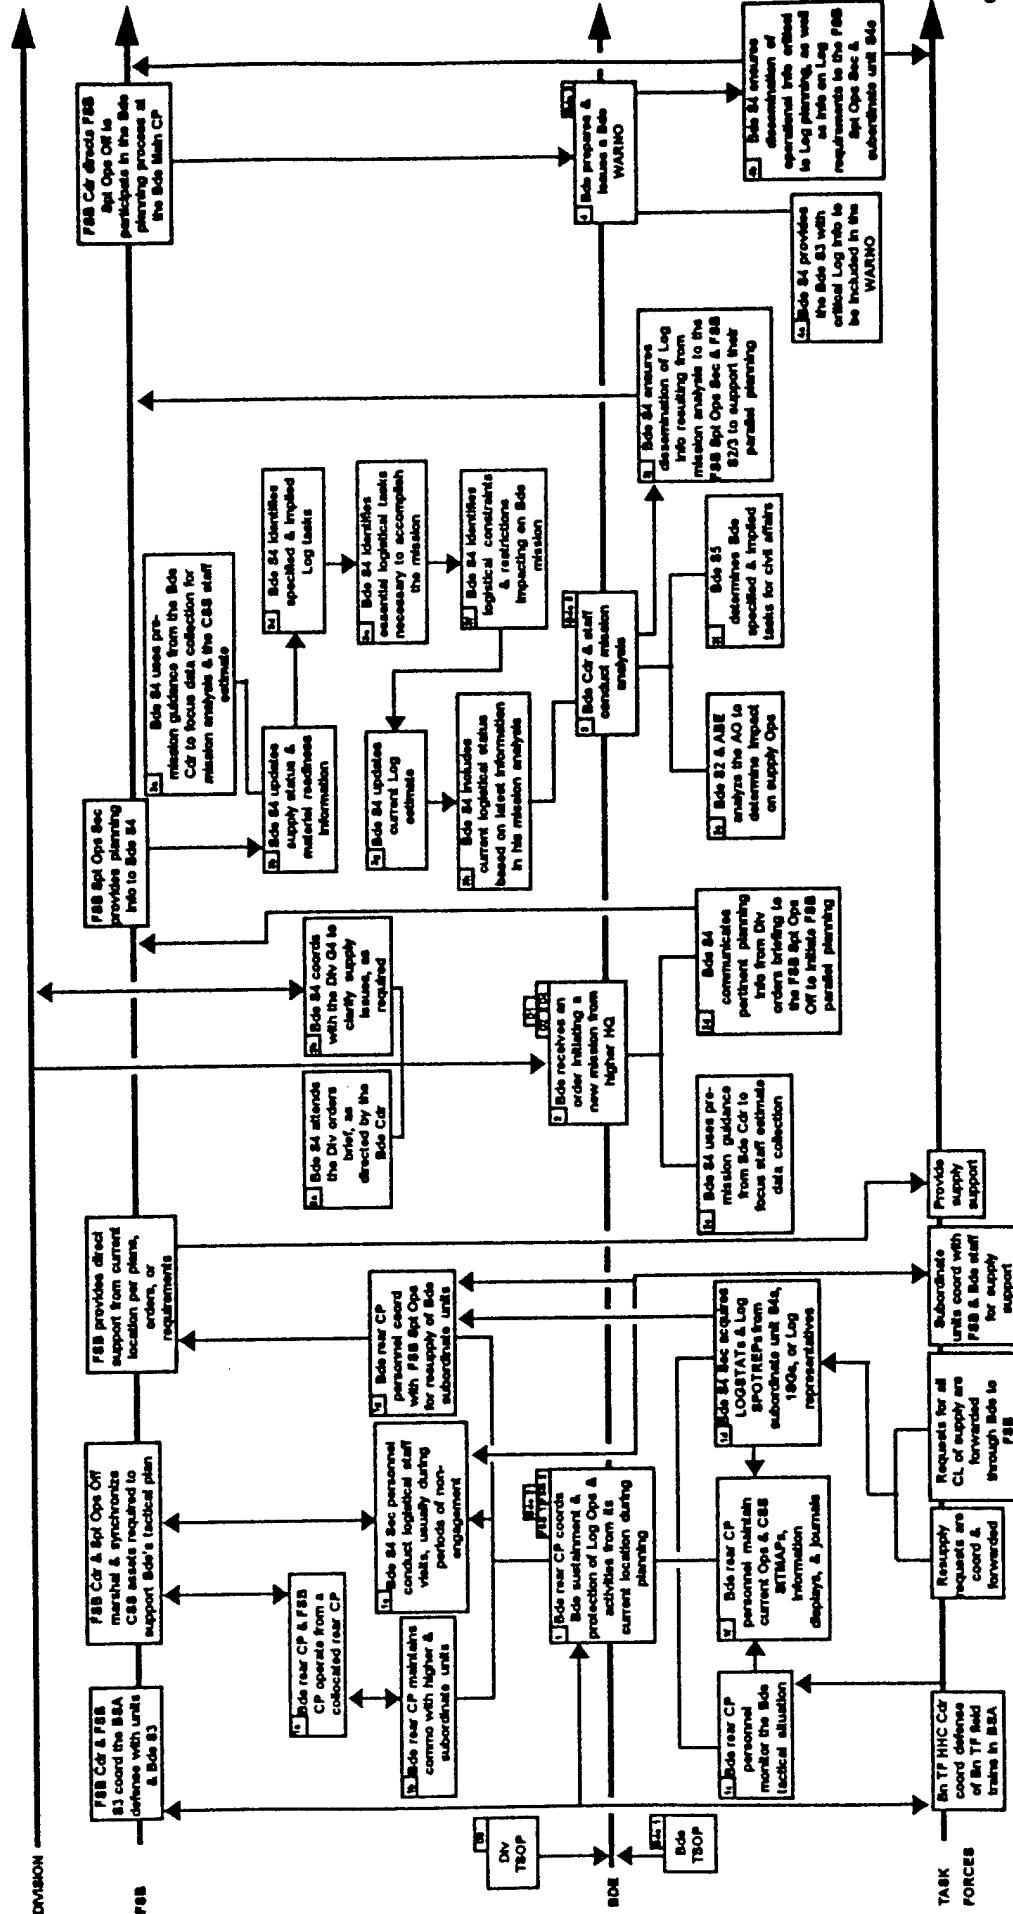 DIVISION
FSB
BDE
TASK
FORCES
FSB Cdr & FSB
S3 coord the BSA
defense with units
& Bde S3
FSB Cdr & Spt Ops Off
marshal & synchronize
CSS assets required to
support Bde's tactical plan
FSB provides direct
support from current
location per plans,
orders, or
requirements
FSB Spt Ops Sec
provides planning
info to Bde S4
FSB Cdr directs FSB
Spt Ops Off to
participate in the Bde
planning process at
the Bde Main CP
Bde rear CP & FSB
CP operate from a
collocated rear CP
Bde rear CP maintains
commo with higher &
subordinate units
Bde S4 Sec personnel
conduct logistical staff
visits, usually during
periods of non-
engagement
Bde rear CP
personnel coord
with FSB Spt Ops
for resupply of Bde
subordinate units
Div
TSOP
Bde
TSOP
1 Bde rear CP coords
Bde sustainment &
protection of Log Ops &
activities from its
current location during
planning
Bde rear CP
personnel monitor the Bde
tactical situation
Bde rear CP
personnel maintain
current Ops & CSS
SITMAPs,
information
displays, & journals
1d Bde S4 Sec acquires
LOGSTATs & Log
SPOTREPs from
subordinate unit S4s,
1SGs, or Log
representatives
Bn TF HHC Cdr
coord defense
of Bn TF field
trains in BSA
Resupply
requests are
coord &
forwarded
Requests for all
CL of supply are
forwarded
through Bde to
FSB
Subordinate
units coord with
FSB & Bde staff
for supply
support
Provide
supply
support
2a Bde S4 attends
the Div orders
brief, as
directed by the
Bde Cdr
2b Bde S4 coords
with the Div G4 to
clarify supply
issues, as
required
2 Bde receives an
order initiating a
new mission from
higher HQ
2c Bde S4 uses pre-
mission guidance
from Bde Cdr to
focus staff estimate
data collection
2d Bde S4
communicates
pertinent planning
info from Div
orders briefing to
the FSB Spt Ops
Off to initiate FSB
parallel planning
3a Bde S4 uses pre-
mission guidance from the Bde
Cdr to focus data collection for
mission analysis & the CSS staff
estimate
3b Bde S4 updates
supply status &
material readiness
information
3d Bde S4 identifies
specified & implied
Log tasks
Bde S4 identifies
essential logistical tasks
necessary to accomplish
the mission
3f Bde S4 identifies
logistical constraints
& restrictions
impacting on Bde
mission
3g Bde S4 updates
current Log
estimate
3h Bde S4 includes
current logistical status
based on latest information
in his mission analysis
3 Bde Cdr & staff
conduct mission
analysis
Bde S2 & ABE
analyze the AO to
determine impact
on supply Ops
Bde S5
determines Bde
specified & implied
tasks for civil affairs
Bde S4 ensures
dissemination of Log
info resulting from
mission analysis to the
FSB Spt Ops Sec & FSB
S2/3 to support their
parallel planning
4 Bde prepares &
issues a Bde
WARNO
4a Bde S4 provides
the Bde S3 with
critical Log info to
be included in the
WARNO
4b Bde S4 ensures
dissemination of
operational info critical
to Log planning, as well
as info on Log
requirements to the FSB
Spt Ops Sec &
subordinate unit S4s